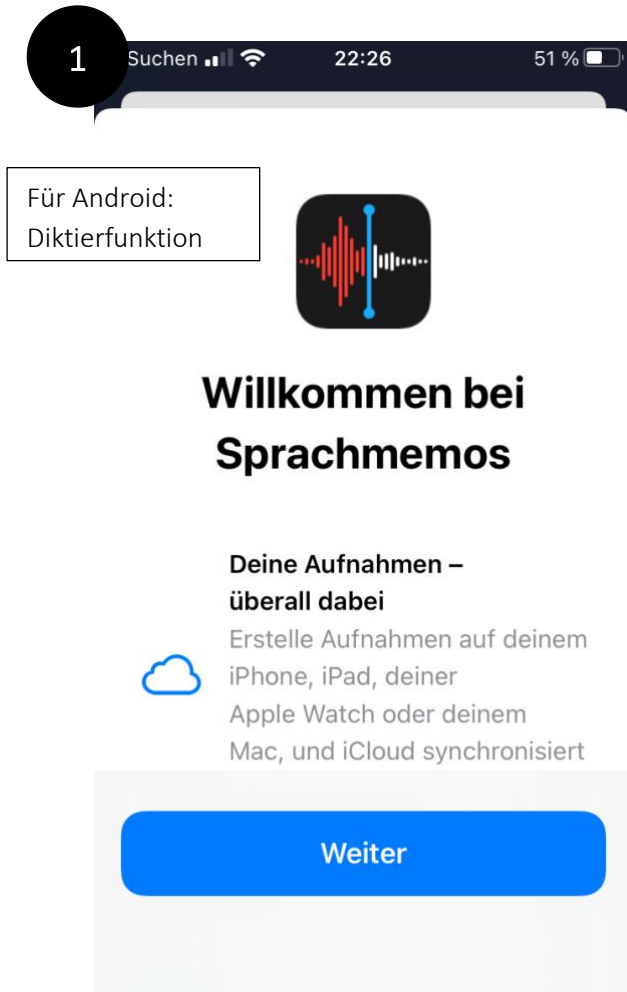 1
Suchen 22:26 51 %
Für Android:
Diktierfunktion
Willkommen bei
Sprachmemos
Deine Aufnahmen –
überall dabei
Erstelle Aufnahmen auf deinem
iPhone, iPad, deiner
Apple Watch oder deinem
Mac, und iCloud synchronisiert
Weiter